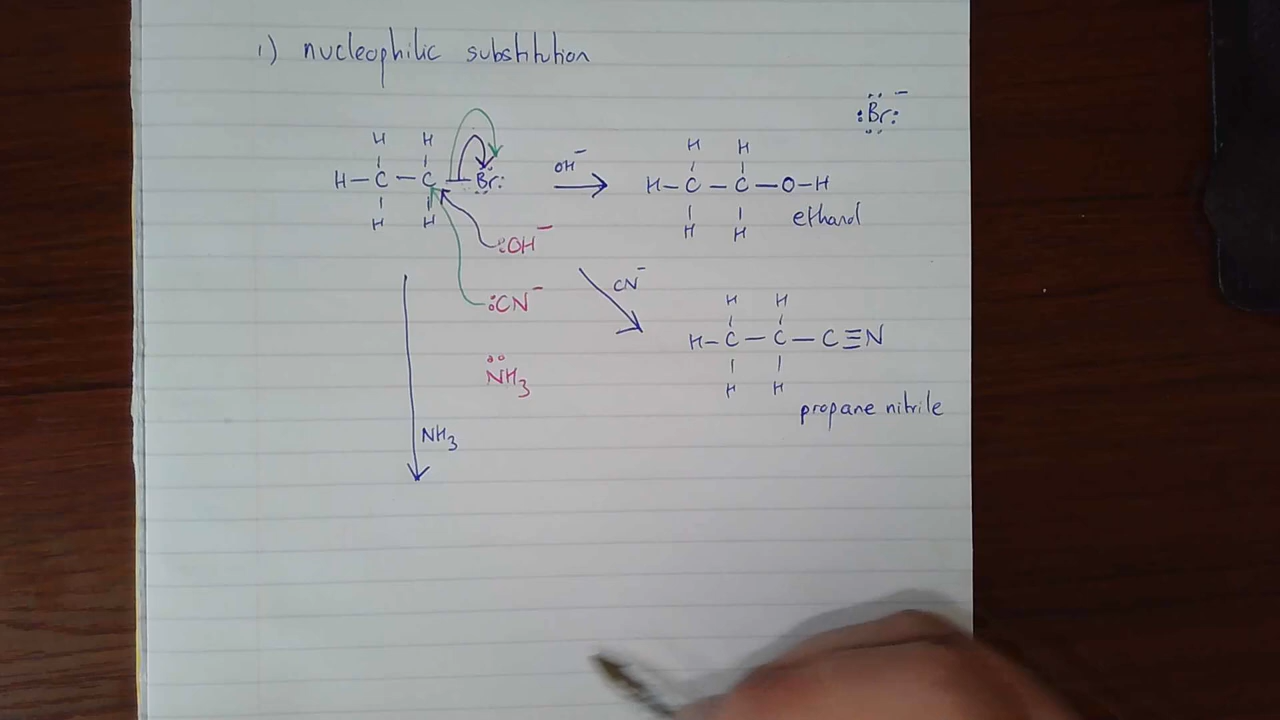 1) nucleophilic substitution
:Br:⁻
H H
H–C–C–Br:
H H
OH⁻
H H
H–C–C–O–H
H H
ethanol
:OH⁻
:CN⁻
CN⁻
H H
H–C–C–C≡N
H H
propane nitrile
NH₃
NH₃